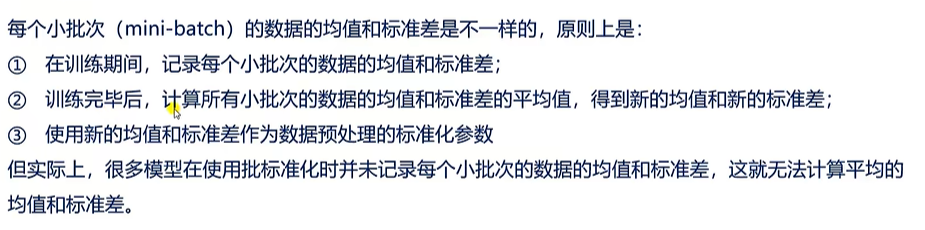 每个小批次（mini-batch）的数据的均值和标准差是不一样的，原则上是：
① 在训练期间，记录每个小批次的数据的均值和标准差；
② 训练完毕后，计算所有小批次的数据的均值和标准差的平均值，得到新的均值和新的标准差；
③ 使用新的均值和标准差作为数据预处理的标准化参数
但实际上，很多模型在使用批标准化时并未记录每个小批次的数据的均值和标准差，这就无法计算平均的
均值和标准差。